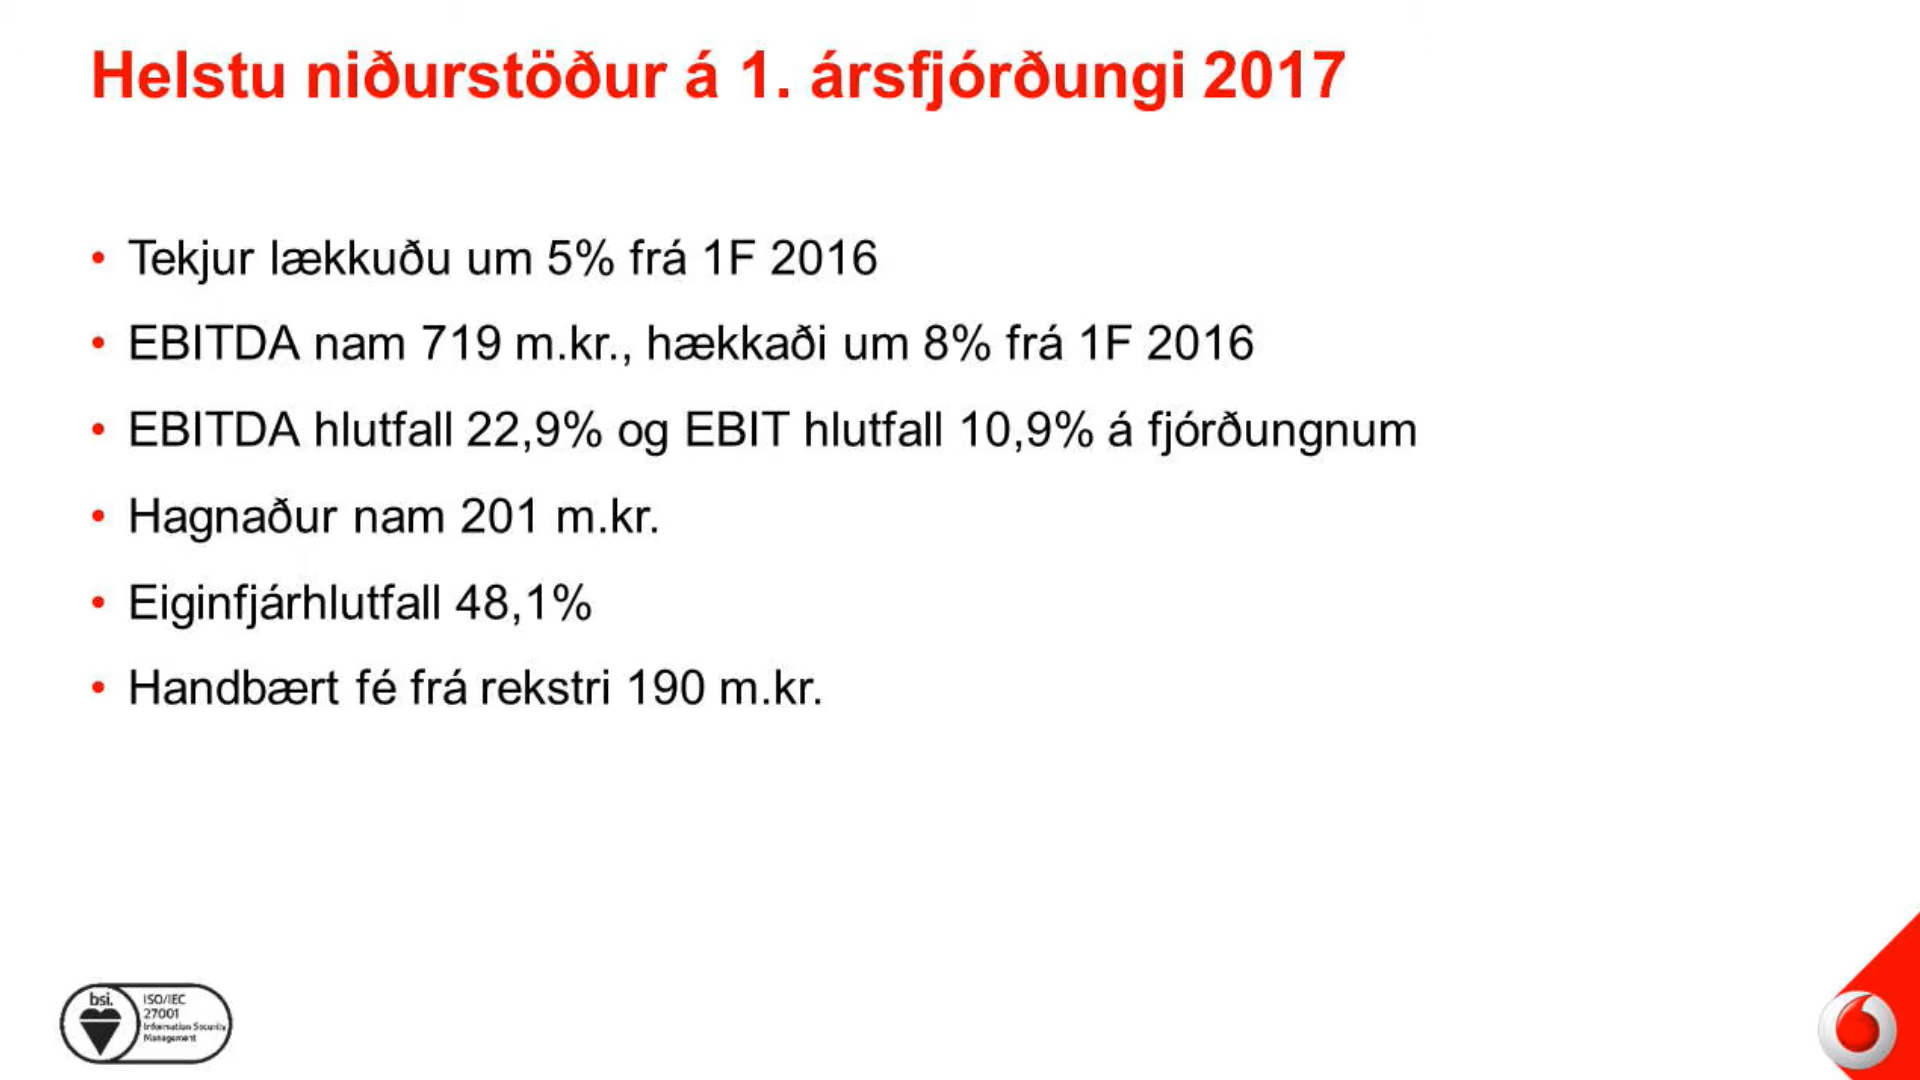 Helstu niðurstöður á 1. ársfjórðungi 2017
• Tekjur lækkuðu um 5% frá 1F 2016
• EBITDA nam 719 m.kr., hækkaði um 8% frá 1F 2016
• EBITDA hlutfall 22,9% og EBIT hlutfall 10,9% á fjórðungnum
• Hagnaður nam 201 m.kr.
• Eiginfjárhlutfall 48,1%
• Handbært fé frá rekstri 190 m.kr.
bsi.
ISO/IEC
27001
Information Security
Management